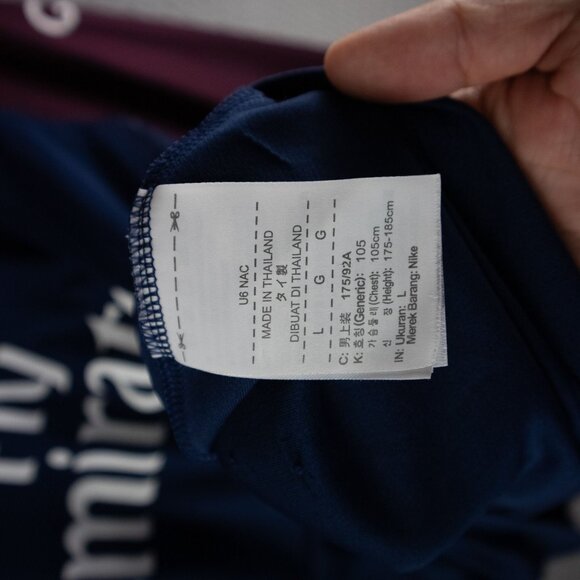 U6 NAC
MADE IN THAILAND
タイ製
DIBUAT DI THAILAND
L G G
C: 男上装 175/92A
K: 호칭(Generic): 105
가슴둘레(Chest): 105cm
신 장 (Height): 175-185cm
IN: Ukuran: L
Merek Barang: Nike
Fly
G